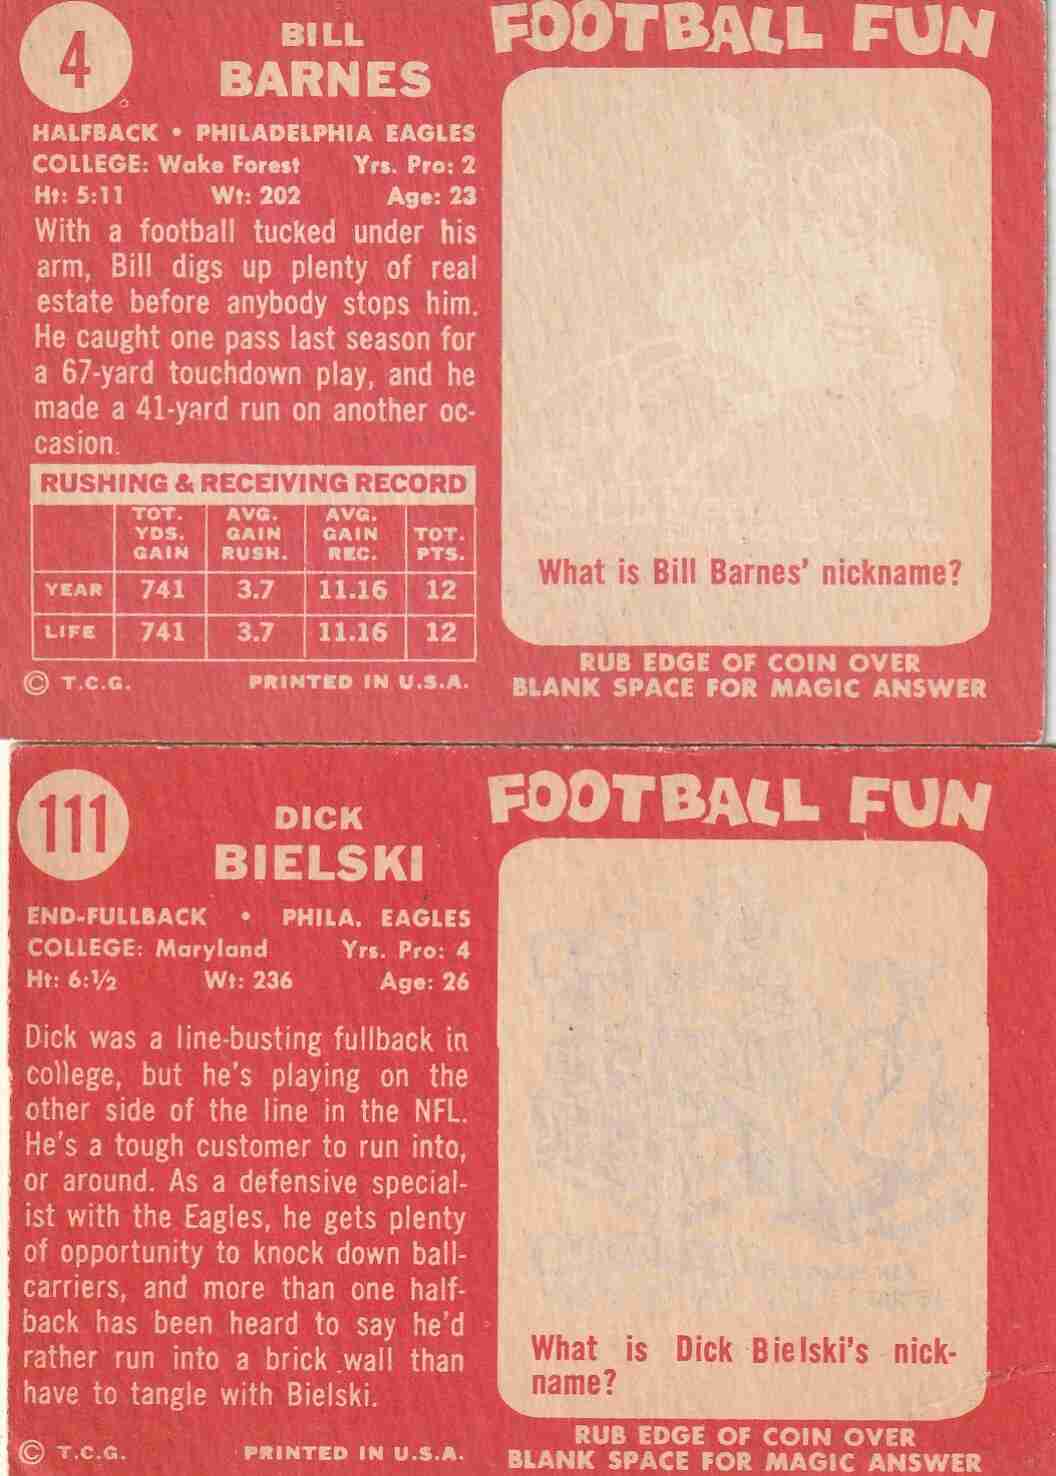 4
BILL
BARNES
HALFBACK • PHILADELPHIA EAGLES
COLLEGE: Wake Forest Yrs. Pro: 2
Ht: 5:11 Wt: 202 Age: 23
With a football tucked under his
arm, Bill digs up plenty of real
estate before anybody stops him.
He caught one pass last season for
a 67-yard touchdown play, and he
made a 41-yard run on another oc-
casion.
RUSHING & RECEIVING RECORD
TOT. YDS. GAIN AVG. GAIN RUSH. AVG. GAIN REC. TOT. PTS.
YEAR 741 3.7 11.16 12
LIFE 741 3.7 11.16 12
© T.C.G. PRINTED IN U.S.A.
FOOTBALL FUN
What is Bill Barnes' nickname?
RUB EDGE OF COIN OVER
BLANK SPACE FOR MAGIC ANSWER
111
DICK
BIELSKI
END-FULLBACK • PHILA. EAGLES
COLLEGE: Maryland Yrs. Pro: 4
Ht: 6:½ Wt: 236 Age: 26
Dick was a line-busting fullback in
college, but he's playing on the
other side of the line in the NFL.
He's a tough customer to run into,
or around. As a defensive special-
ist with the Eagles, he gets plenty
of opportunity to knock down ball-
carriers, and more than one half-
back has been heard to say he'd
rather run into a brick wall than
have to tangle with Bielski.
© T.C.G. PRINTED IN U.S.A.
FOOTBALL FUN
What is Dick Bielski's nick-
name?
RUB EDGE OF COIN OVER
BLANK SPACE FOR MAGIC ANSWER